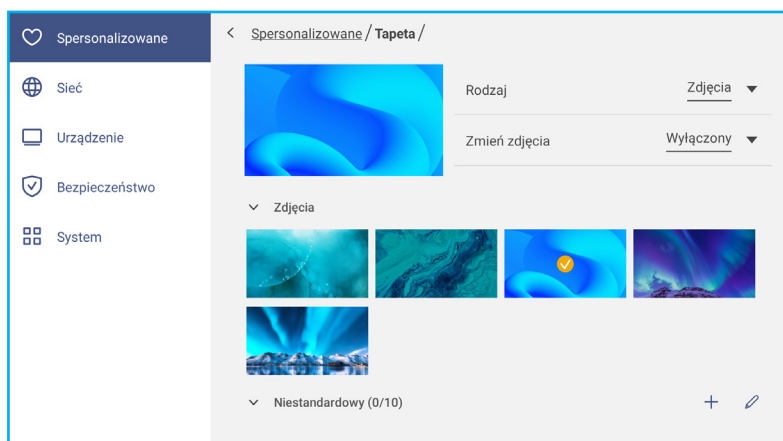 Spersonalizowane
Sieć
Urządzenie
Bezpieczeństwo
System
Spersonalizowane / Tapeta /
Rodzaj Zdjęcia
Zmień zdjęcia Wyłączony
Zdjęcia
Niestandardowy (0/10)